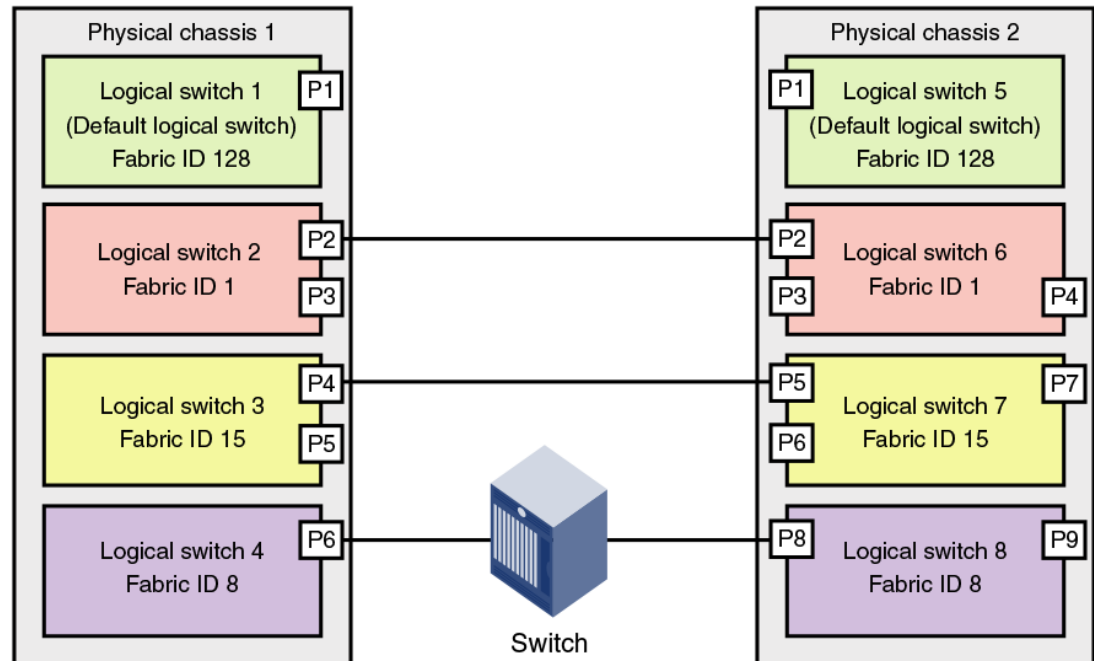 Physical chassis 1
Logical switch 1
(Default logical switch)
Fabric ID 128
P1
Logical switch 2
Fabric ID 1
P2
P3
Logical switch 3
Fabric ID 15
P4
P5
Logical switch 4
Fabric ID 8
P6
Switch
Physical chassis 2
P1
Logical switch 5
(Default logical switch)
Fabric ID 128
P2
P3
Logical switch 6
Fabric ID 1
P4
P5
P6
Logical switch 7
Fabric ID 15
P7
P8
Logical switch 8
Fabric ID 8
P9